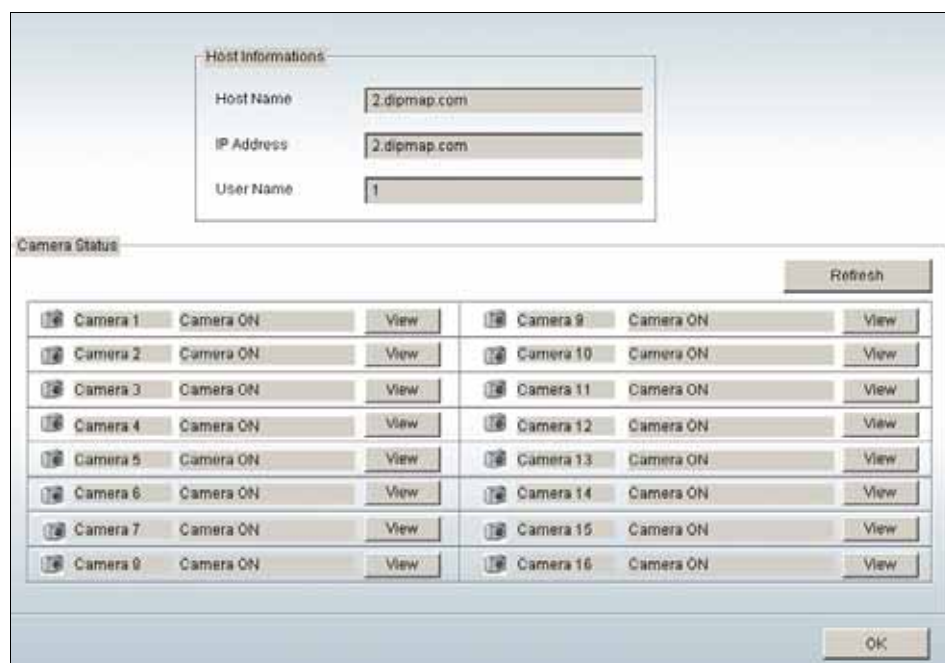 Host Informations
Host Name 2.dipmap.com
IP Address 2.dipmap.com
User Name 1
Camera Status
Refresh
Camera 1 Camera ON View Camera 9 Camera ON View
Camera 2 Camera ON View Camera 10 Camera ON View
Camera 3 Camera ON View Camera 11 Camera ON View
Camera 4 Camera ON View Camera 12 Camera ON View
Camera 5 Camera ON View Camera 13 Camera ON View
Camera 6 Camera ON View Camera 14 Camera ON View
Camera 7 Camera ON View Camera 15 Camera ON View
Camera 8 Camera ON View Camera 16 Camera ON View
OK